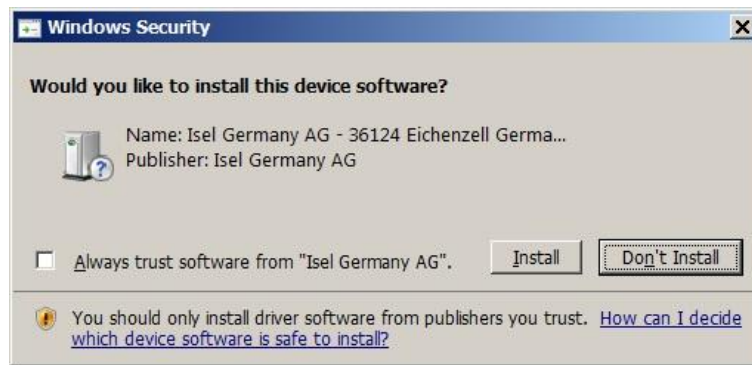 Windows Security
Would you like to install this device software?
Name: Isel Germany AG - 36124 Eichenzell Germa...
Publisher: Isel Germany AG
Always trust software from "Isel Germany AG".
Install
Don't Install
You should only install driver software from publishers you trust. How can I decide
which device software is safe to install?